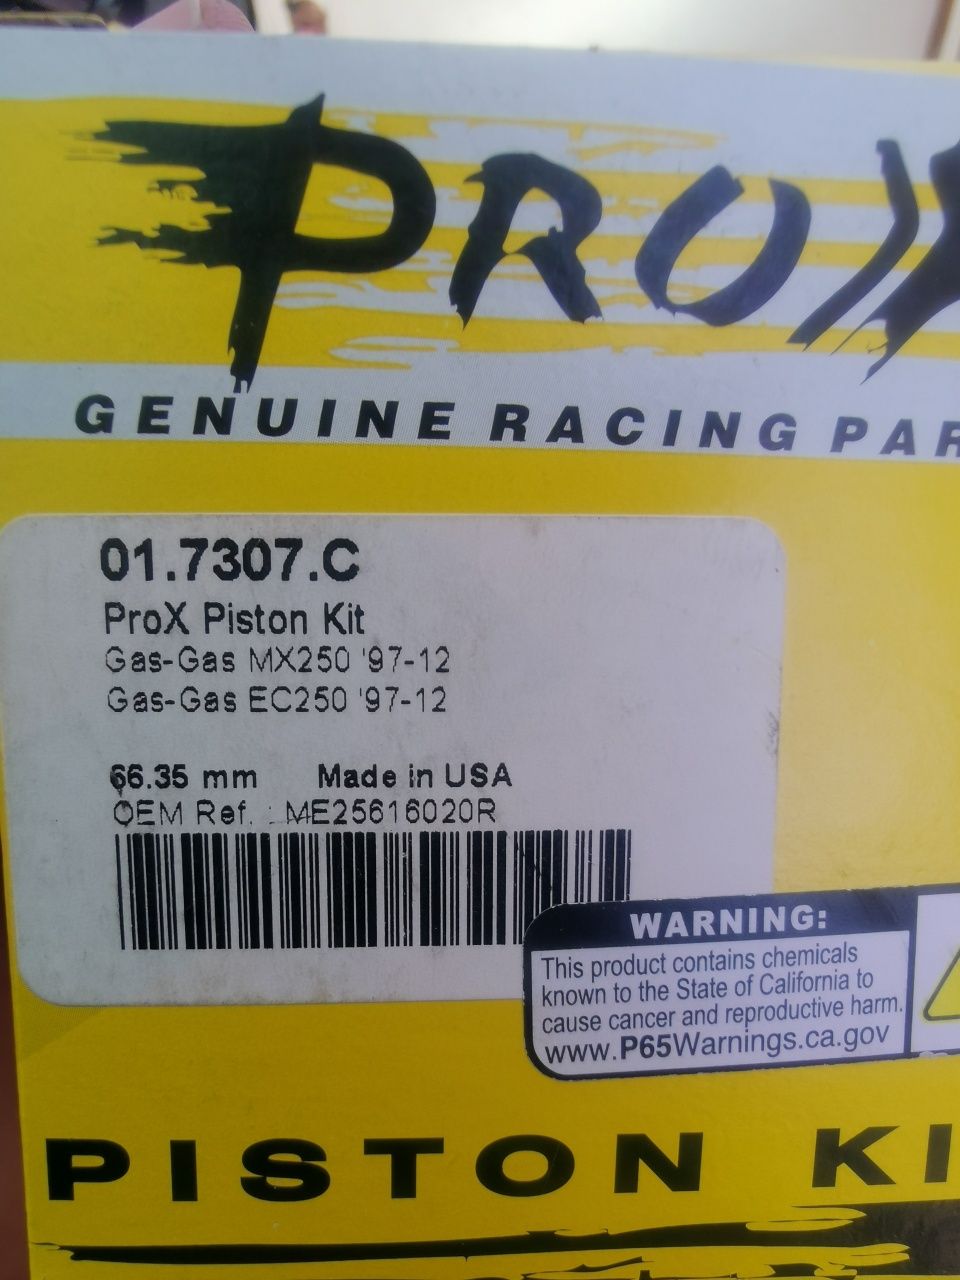 PROX
GENUINE RACING PAR
01.7307.C
ProX Piston Kit
Gas-Gas MX250 '97-12
Gas-Gas EC250 '97-12
66.35 mm Made in USA
OEM Ref. : ME25616020R
WARNING:
This product contains chemicals
known to the State of California to
cause cancer and reproductive harm.
www.P65Warnings.ca.gov
PISTON KI